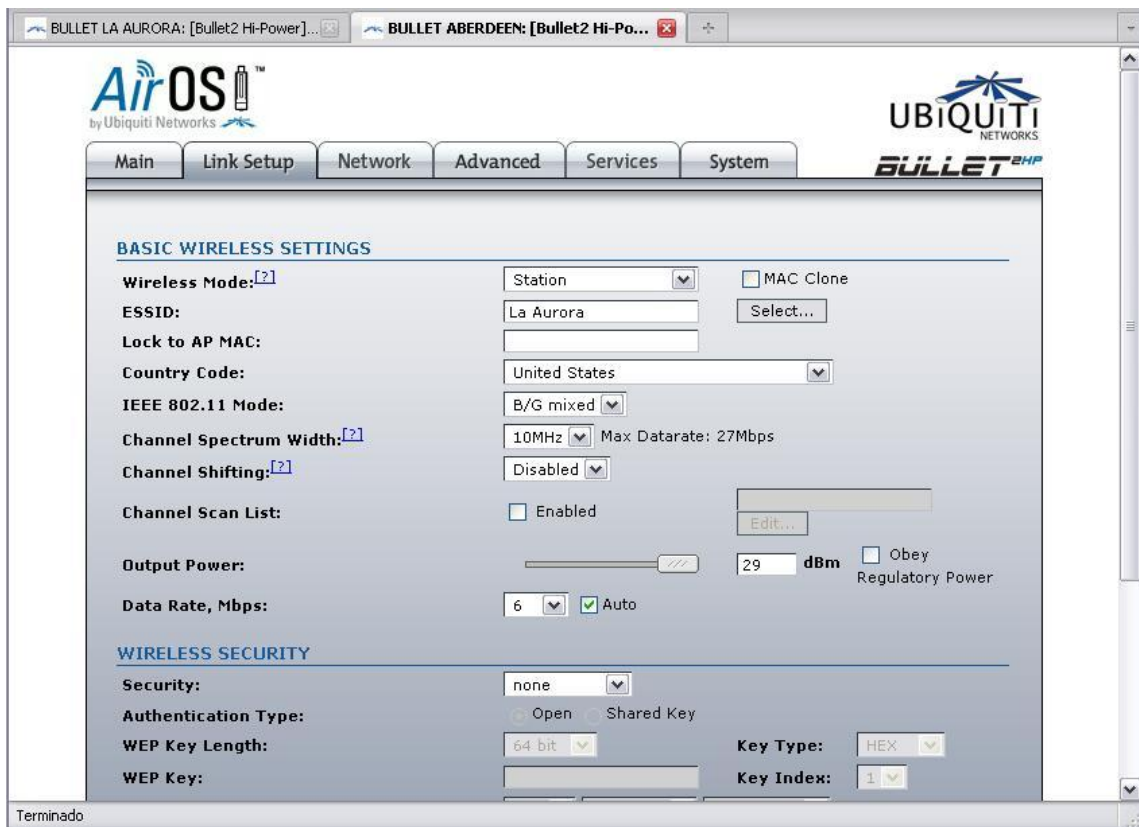 BULLET LA AURORA: [Bullet2 Hi-Power]... BULLET ABERDEEN: [Bullet2 Hi-Po...
AirOS™
by Ubiquiti Networks
UBiQUiTi
NETWORKS
Main Link Setup Network Advanced Services System
BULLET2HP
BASIC WIRELESS SETTINGS
Wireless Mode:[?] Station MAC Clone
ESSID: La Aurora Select...
Lock to AP MAC:
Country Code: United States
IEEE 802.11 Mode: B/G mixed
Channel Spectrum Width:[?] 10MHz Max Datarate: 27Mbps
Channel Shifting:[?] Disabled
Channel Scan List: Enabled
Edit...
Output Power: 29 dBm Obey
Regulatory Power
Data Rate, Mbps: 6 Auto
WIRELESS SECURITY
Security: none
Authentication Type: Open Shared Key
WEP Key Length: 64 bit Key Type: HEX
WEP Key: Key Index: 1
Terminado